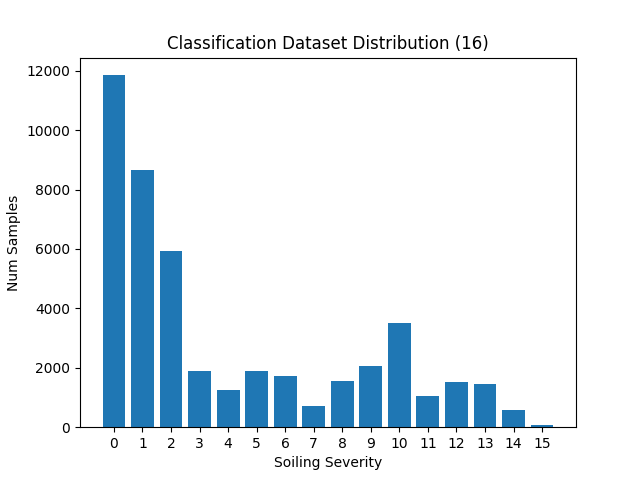 Classification Dataset Distribution (16)
12000
10000
8000
6000
4000
2000
0
Num Samples
0 1 2 3 4 5 6 7 8 9 10 11 12 13 14 15
Soiling Severity